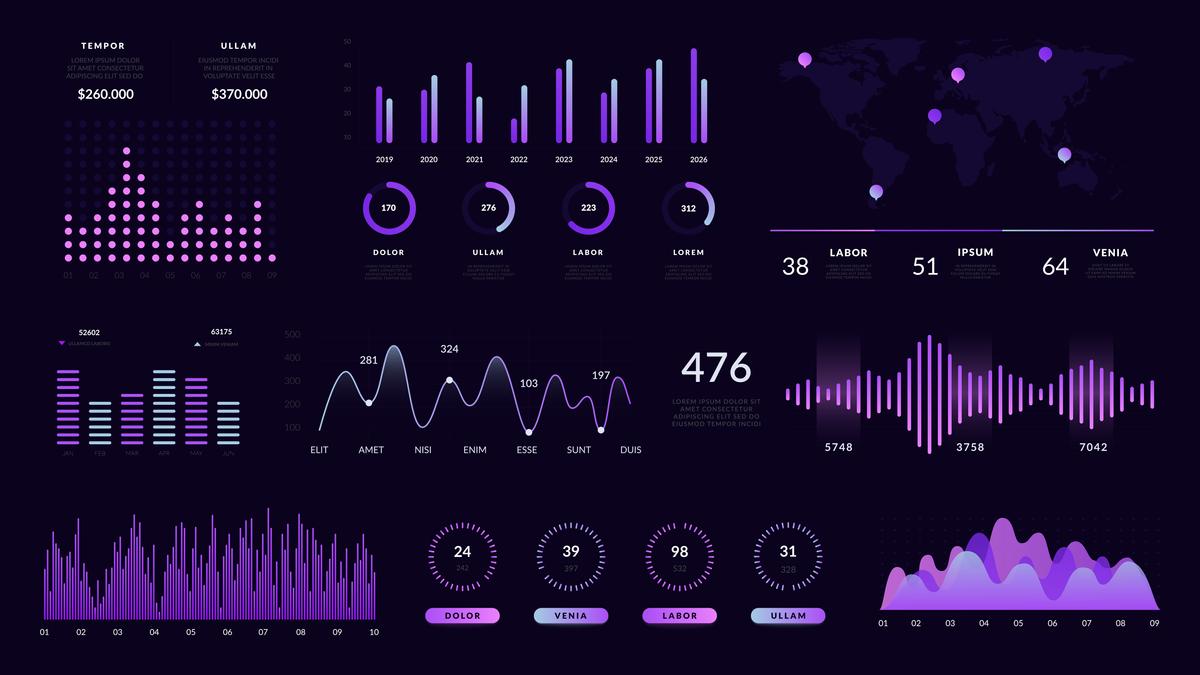 TEMPOR
LOREM IPSUM DOLOR
SIT AMET CONSECTETUR
ADIPISCING ELIT SED DO
$260.000
ULLAM
EIUSMOD TEMPOR INCIDI
IN REPREHENDERIT IN
VOLUPTATE VELIT ESSE
$370.000
01 02 03 04 05 06 07 08 09
50
40
30
20
10
2019 2020 2021 2022 2023 2024 2025 2026
170 276 223 312
DOLOR ULLAM LABOR LOREM
38 LABOR
51 IPSUM
64 VENIA
52602
ULLAMCO LABORIS
63175
MINIM VENIAM
JAN FEB MAR APR MAY JUN
500
400
300
200
100
281 324 103 197
ELIT AMET NISI ENIM ESSE SUNT DUIS
476
LOREM IPSUM DOLOR
SIT AMET CONSECTETUR
ADIPISCING ELIT SED DO
EIUSMOD TEMPOR INCIDI
5748 3758 7042
01 02 03 04 05 06 07 08 09 10
24 39 98 31
242 397 532 328
DOLOR VENIA LABOR ULLAM
01 02 03 04 05 06 07 08 09